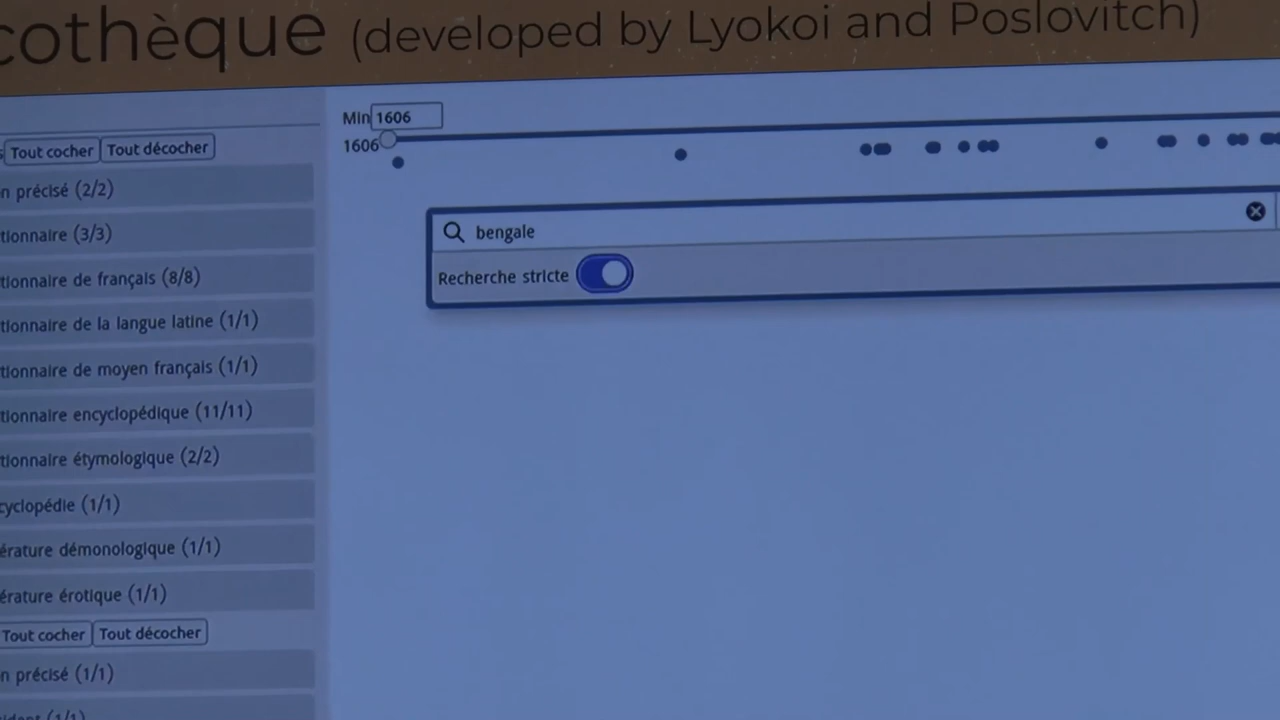 cothèque (developed by Lyokoi and Poslovitch)
Min 1606
1606
Tout cocher Tout décocher
n précisé (2/2)
tionnaire (3/3)
tionnaire de français (8/8)
tionnaire de la langue latine (1/1)
tionnaire de moyen français (1/1)
tionnaire encyclopédique (11/11)
tionnaire étymologique (2/2)
cyclopédie (1/1)
érature démonologique (1/1)
érature érotique (1/1)
Tout cocher Tout décocher
n précisé (1/1)
bengale
Recherche stricte